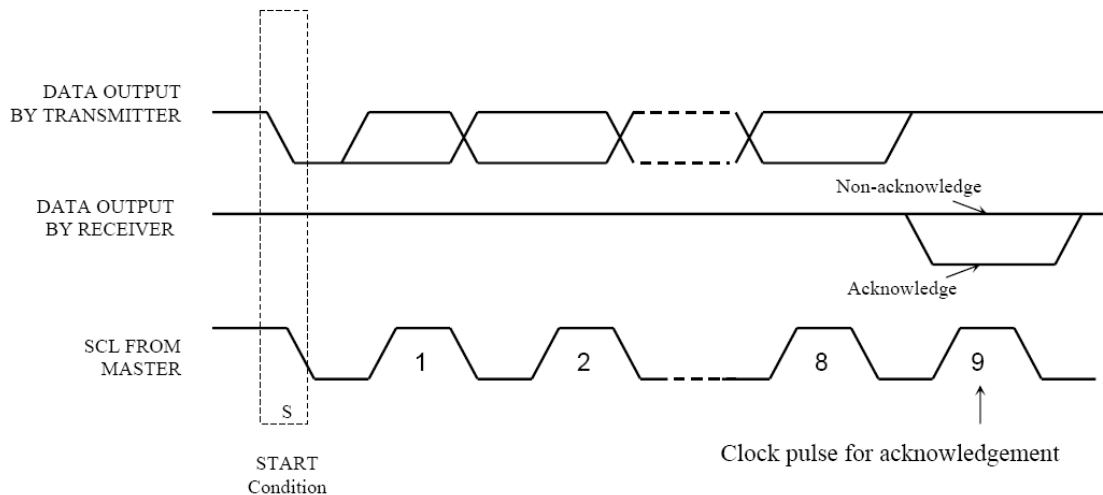 DATA OUTPUT
BY TRANSMITTER
Non-acknowledge
DATA OUTPUT
BY RECEIVER
Acknowledge
SCL FROM
MASTER
1
2
8
9
S
Clock pulse for acknowledgement
START
Condition